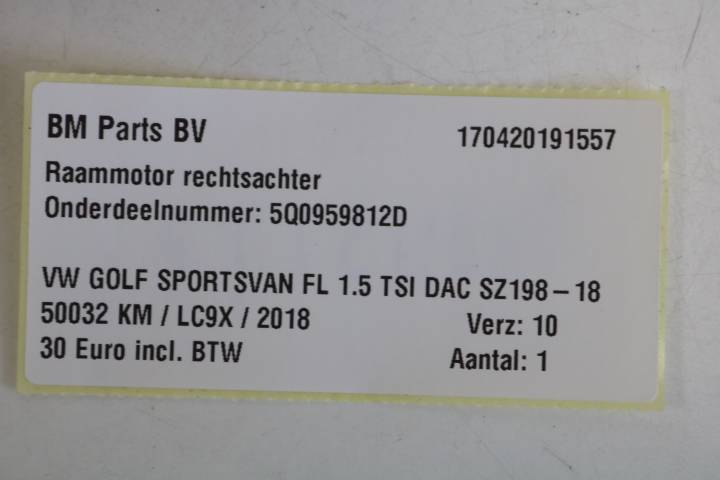 BM Parts BV 170420191557
Raammotor rechtsachter
Onderdeelnummer: 5Q0959812D
VW GOLF SPORTSVAN FL 1.5 TSI DAC SZ198-18
50032 KM / LC9X / 2018 Verz: 10
30 Euro incl. BTW Aantal: 1